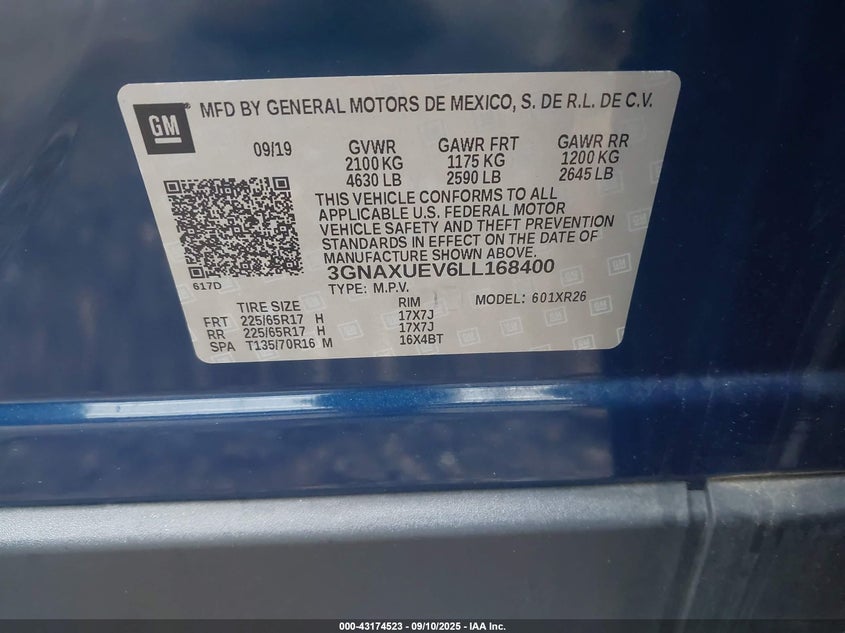 GM ® MFD BY GENERAL MOTORS DE MEXICO, S. DE R.L. DE C.V.
09/19 GVWR GAWR FRT GAWR RR
2100 KG 1175 KG 1200 KG
4630 LB 2590 LB 2645 LB
THIS VEHICLE CONFORMS TO ALL
APPLICABLE U.S. FEDERAL MOTOR
VEHICLE SAFETY AND THEFT PREVENTION
STANDARDS IN EFFECT ON THE DATE OF
MANUFACTURE SHOWN ABOVE.
617D 3GNAXUEV6LL168400
TYPE: M.P.V. MODEL: 601XR26
TIRE SIZE RIM
FRT 225/65R17 H 17X7J
RR 225/65R17 H 17X7J
SPA T135/70R16 M 16X4BT
000-43174523 - 09/10/2025 - IAA Inc.